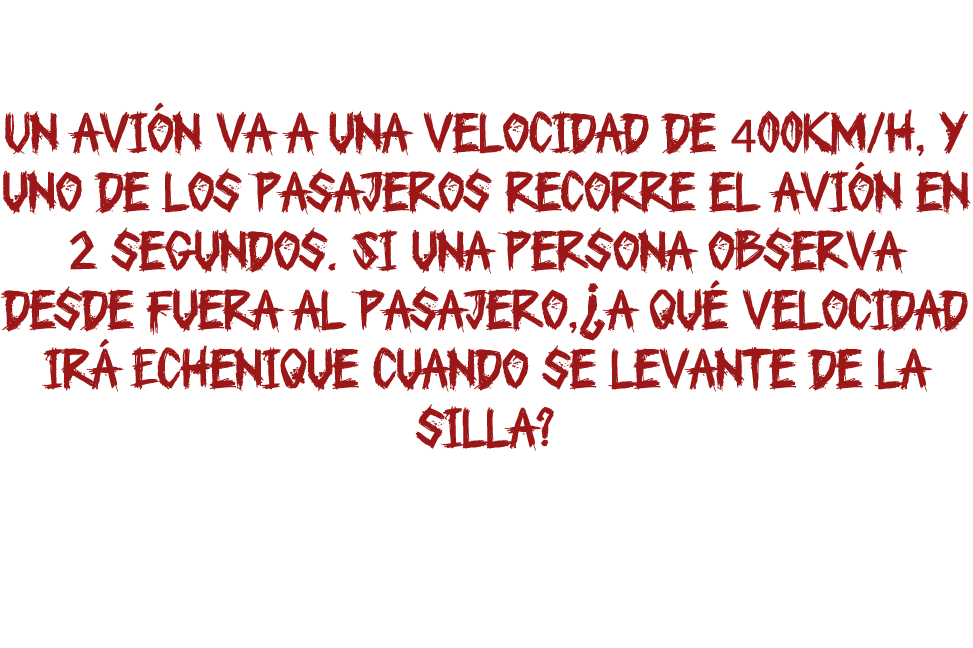 UN AVIÓN VA A UNA VELOCIDAD DE 400KM/H, Y
UNO DE LOS PASAJEROS RECORRE EL AVIÓN EN
2 SEGUNDOS. SI UNA PERSONA OBSERVA
DESDE FUERA AL PASAJERO,¿A QUÉ VELOCIDAD
IRÁ ECHENIQUE CUANDO SE LEVANTE DE LA
SILLA?